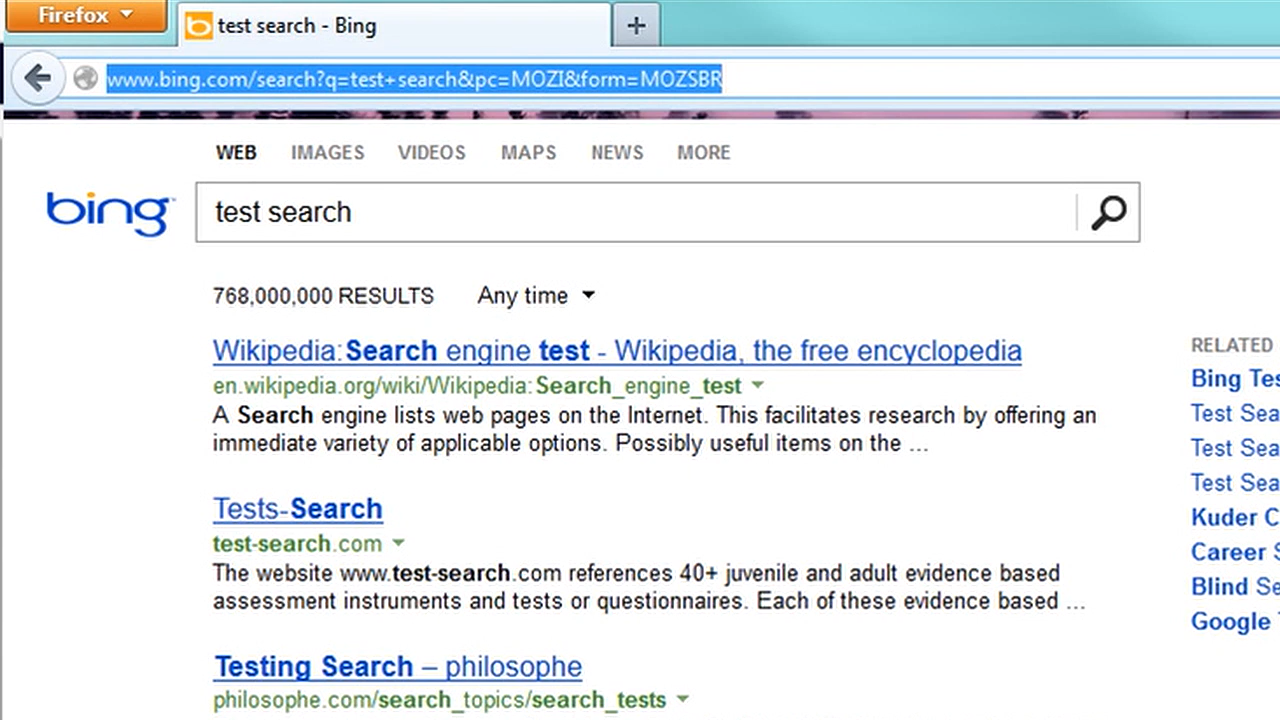 Firefox
test search - Bing
www.bing.com/search?q=test+search&pc=MOZI&form=MOZSBR
WEB IMAGES VIDEOS MAPS NEWS MORE
bing
test search
768,000,000 RESULTS Any time
Wikipedia:Search engine test - Wikipedia, the free encyclopedia
en.wikipedia.org/wiki/Wikipedia:Search_engine_test
A Search engine lists web pages on the Internet. This facilitates research by offering an
immediate variety of applicable options. Possibly useful items on the ...
Tests-Search
test-search.com
The website www.test-search.com references 40+ juvenile and adult evidence based
assessment instruments and tests or questionnaires. Each of these evidence based ...
Testing Search – philosophe
philosophe.com/search_topics/search_tests
RELATED
Bing Tes
Test Sea
Test Sea
Test Sea
Kuder C
Career S
Blind Se
Google T